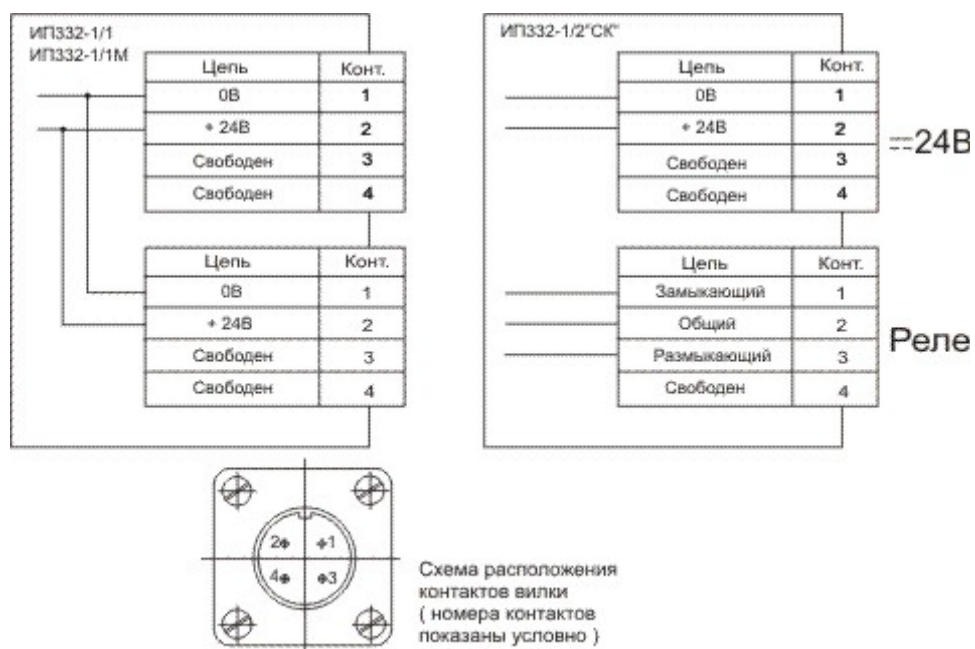 ИП332-1/1
ИП332-1/1М
Цепь Конт.
0В 1
+ 24В 2
Свободен 3
Свободен 4
Цепь Конт.
0В 1
+ 24В 2
Свободен 3
Свободен 4
ИП332-1/2"СК"
Цепь Конт.
0В 1
+ 24В 2
Свободен 3
Свободен 4
24В
Цепь Конт.
Замыкающий 1
Общий 2
Размыкающий 3
Свободен 4
Реле
2 1
4 3
Схема расположения
контактов вилки
( номера контактов
показаны условно )